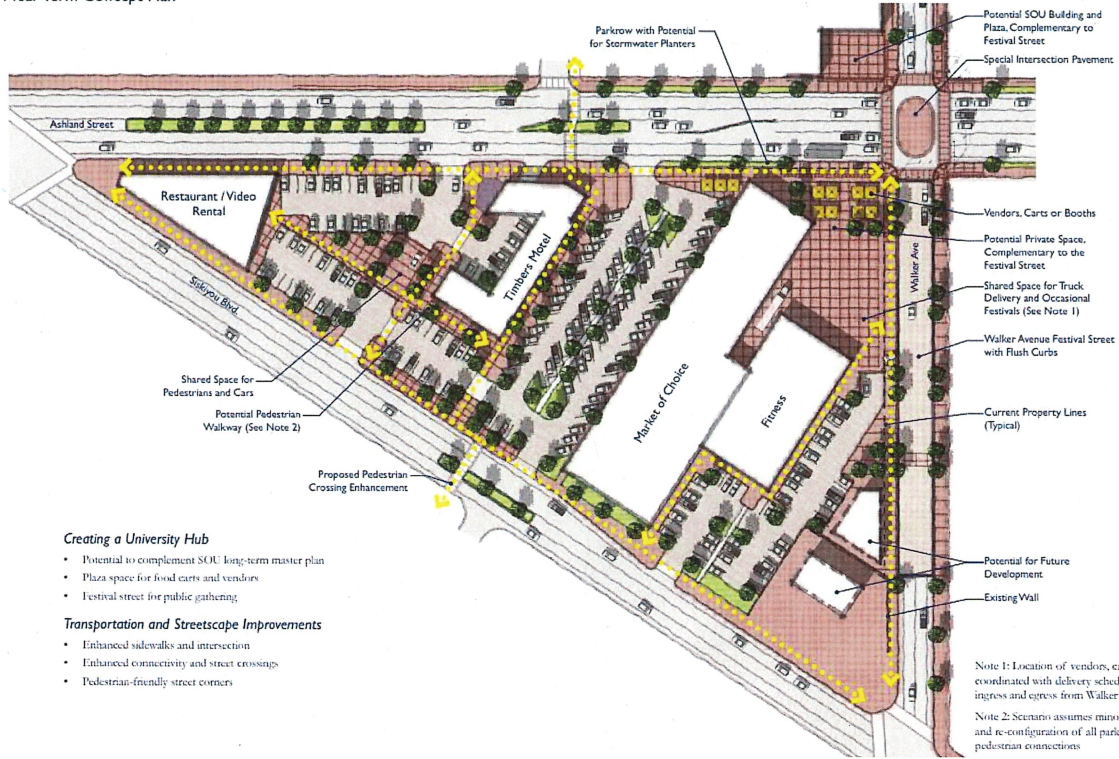 Parkrow with Potential
for Stormwater Planters
Potential SOU Building and
Plaza, Complementary to
Festival Street
Special Intersection Pavement
Ashland Street
Restaurant / Video
Rental
Timbers Motel
Siskiyou Blvd.
Market of Choice
Fitness
Walker Ave
Vendors, Carts or Booths
Potential Private Space,
Complementary to the
Festival Street
Shared Space for Truck
Delivery and Occasional
Festivals (See Note 1)
Walker Avenue Festival Street
with Flush Curbs
Current Property Lines
(Typical)
Shared Space for
Pedestrians and Cars
Potential Pedestrian
Walkway (See Note 2)
Proposed Pedestrian
Crossing Enhancement
Potential for Future
Development
Existing Wall
Creating a University Hub
• Potential to complement SOU long-term master plan
• Plaza space for food carts and vendors
• Festival street for public gathering
Transportation and Streetscape Improvements
• Enhanced sidewalks and intersection
• Enhanced connectivity and street crossings
• Pedestrian-friendly street corners
Note 1: Location of vendors,
coordinated with delivery
ingress and egress from Walker
Note 2: Scenario assumes
and re-configuration of all
pedestrian connections